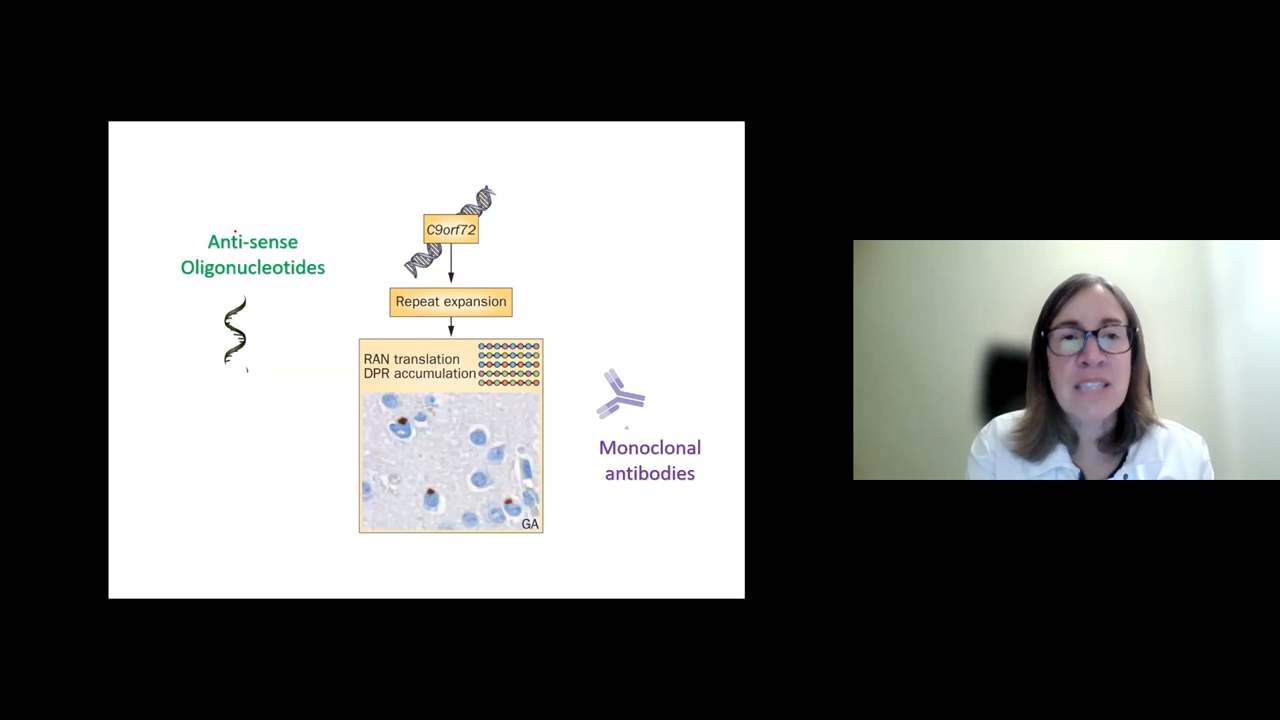 Anti-sense
Oligonucleotides
C9orf72
Repeat expansion
RAN translation
DPR accumulation
GA
Monoclonal
antibodies